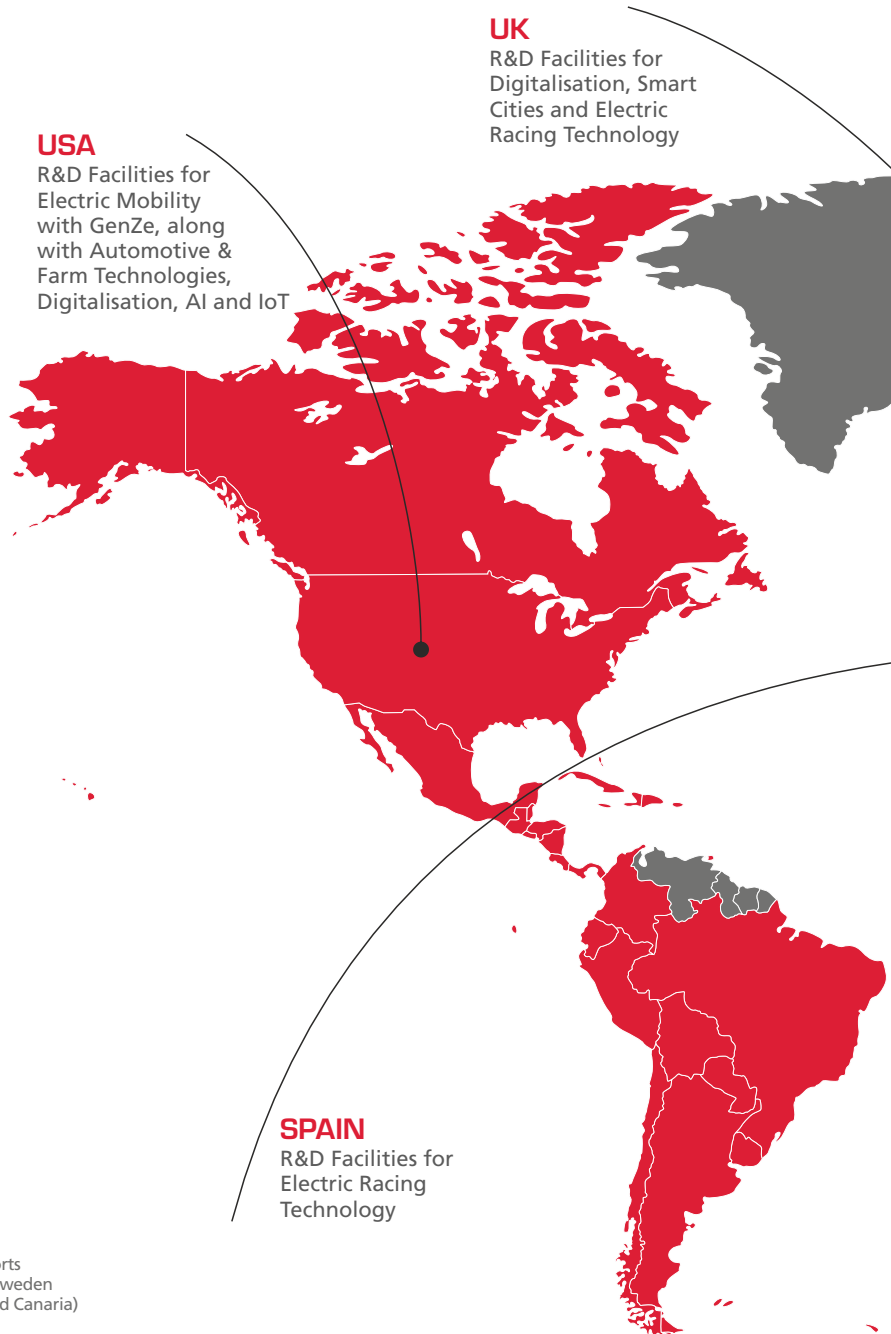 UK
R&D Facilities for
Digitalisation, Smart
Cities and Electric
Racing Technology
USA
R&D Facilities for
Electric Mobility
with GenZe, along
with Automotive &
Farm Technologies,
Digitalisation, AI and IoT
SPAIN
R&D Facilities for
Electric Racing
Technology
Canaria)